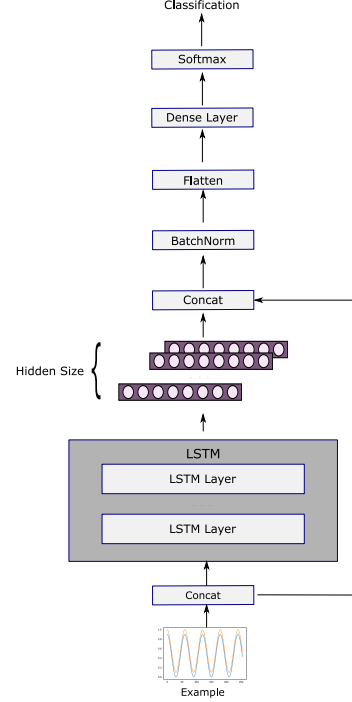 Classification
Softmax
Dense Layer
Flatten
BatchNorm
Concat
Hidden Size
LSTM
LSTM Layer
LSTM Layer
Concat
Example